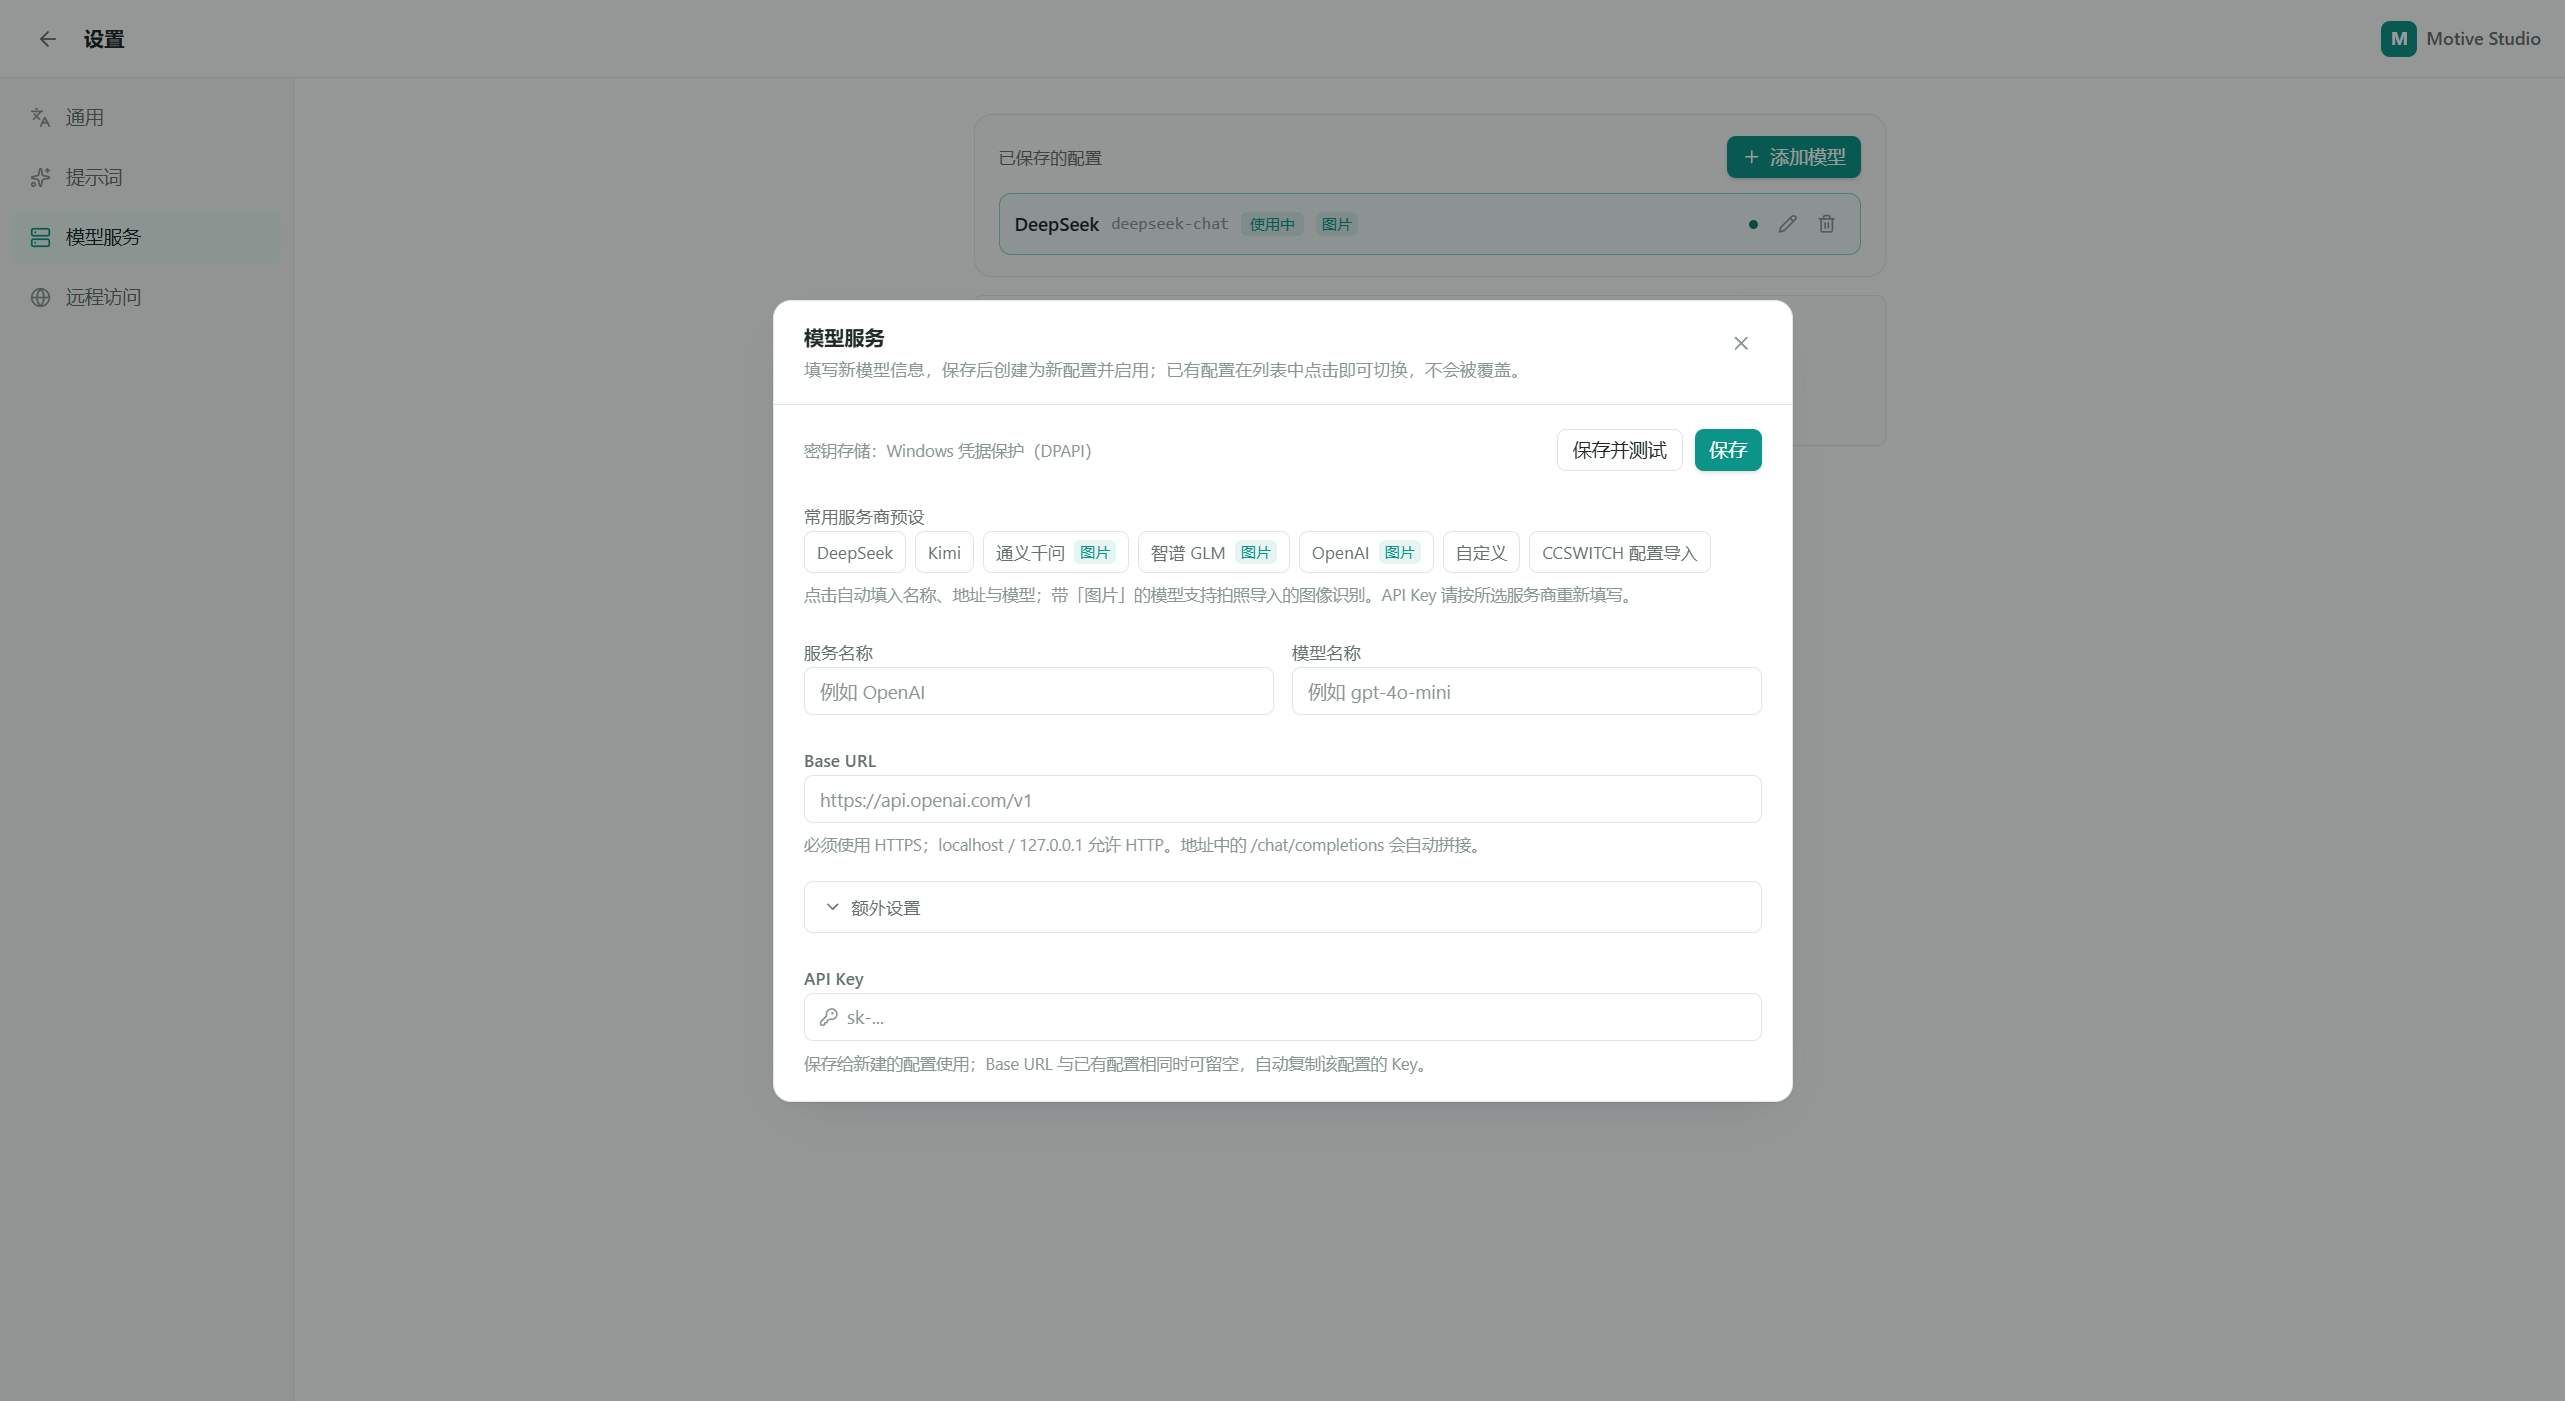 设置
M Motive Studio
通用
提示词
模型服务
远程访问
已保存的配置
添加模型
DeepSeek deepseek-chat 使用中 图片
模型服务
填写新模型信息，保存后创建为新配置并启用；已有配置在列表中点击即可切换，不会被覆盖。
密钥存储：Windows 凭据保护（DPAPI）
保存并测试 保存
常用服务商预设
DeepSeek Kimi 通义千问 图片 智谱 GLM 图片 OpenAI 图片 自定义 CCSWITCH 配置导入
点击自动填入名称、地址与模型；带「图片」的模型支持拍照导入的图像识别。API Key 请按所选服务商重新填写。
服务名称 模型名称
例如 OpenAI 例如 gpt-4o-mini
Base URL
https://api.openai.com/v1
必须使用 HTTPS；localhost / 127.0.0.1 允许 HTTP。地址中的 /chat/completions 会自动拼接。
额外设置
API Key
sk-...
保存给新建的配置使用；Base URL 与已有配置相同时可留空，自动复制该配置的 Key。